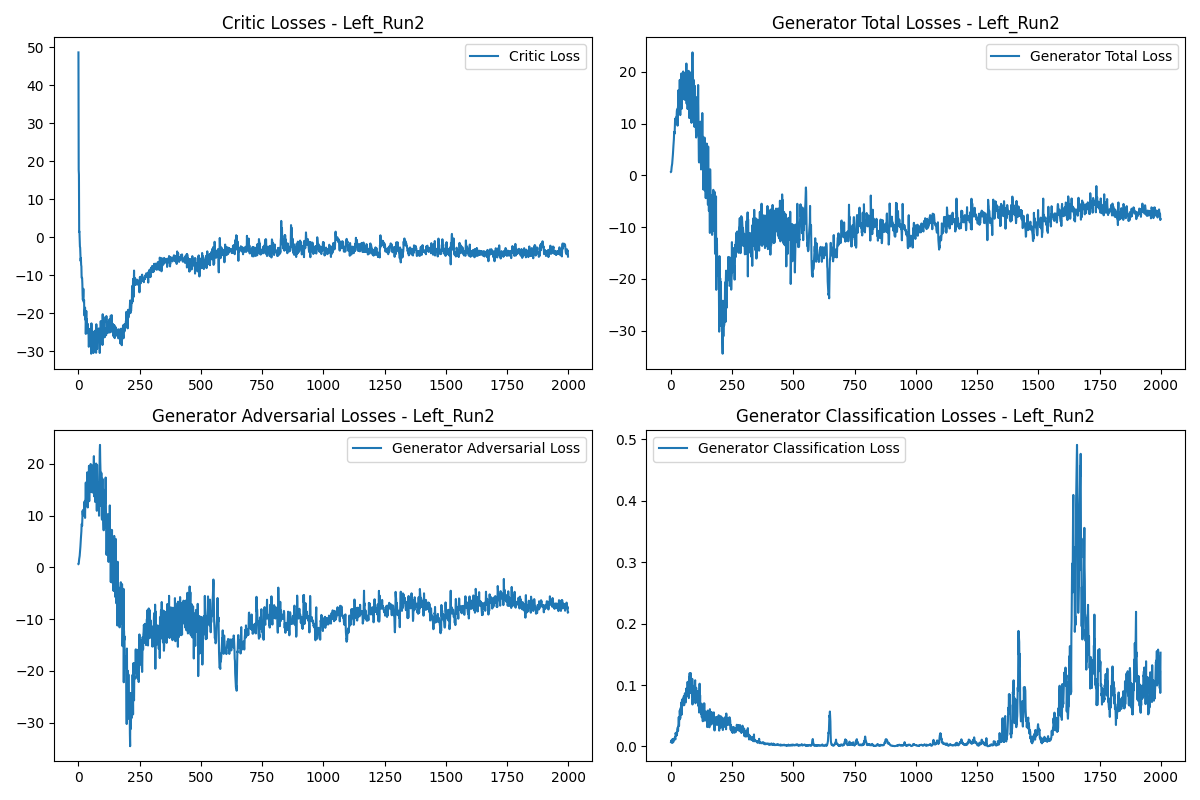 Critic Losses - Left_Run2
Critic Loss
50
40
30
20
10
0
−10
−20
−30
0 250 500 750 1000 1250 1500 1750 2000
Generator Total Losses - Left_Run2
Generator Total Loss
20
10
0
−10
−20
−30
0 250 500 750 1000 1250 1500 1750 2000
Generator Adversarial Losses - Left_Run2
Generator Adversarial Loss
20
10
0
−10
−20
−30
0 250 500 750 1000 1250 1500 1750 2000
Generator Classification Losses - Left_Run2
Generator Classification Loss
0.5
0.4
0.3
0.2
0.1
0.0
0 250 500 750 1000 1250 1500 1750 2000